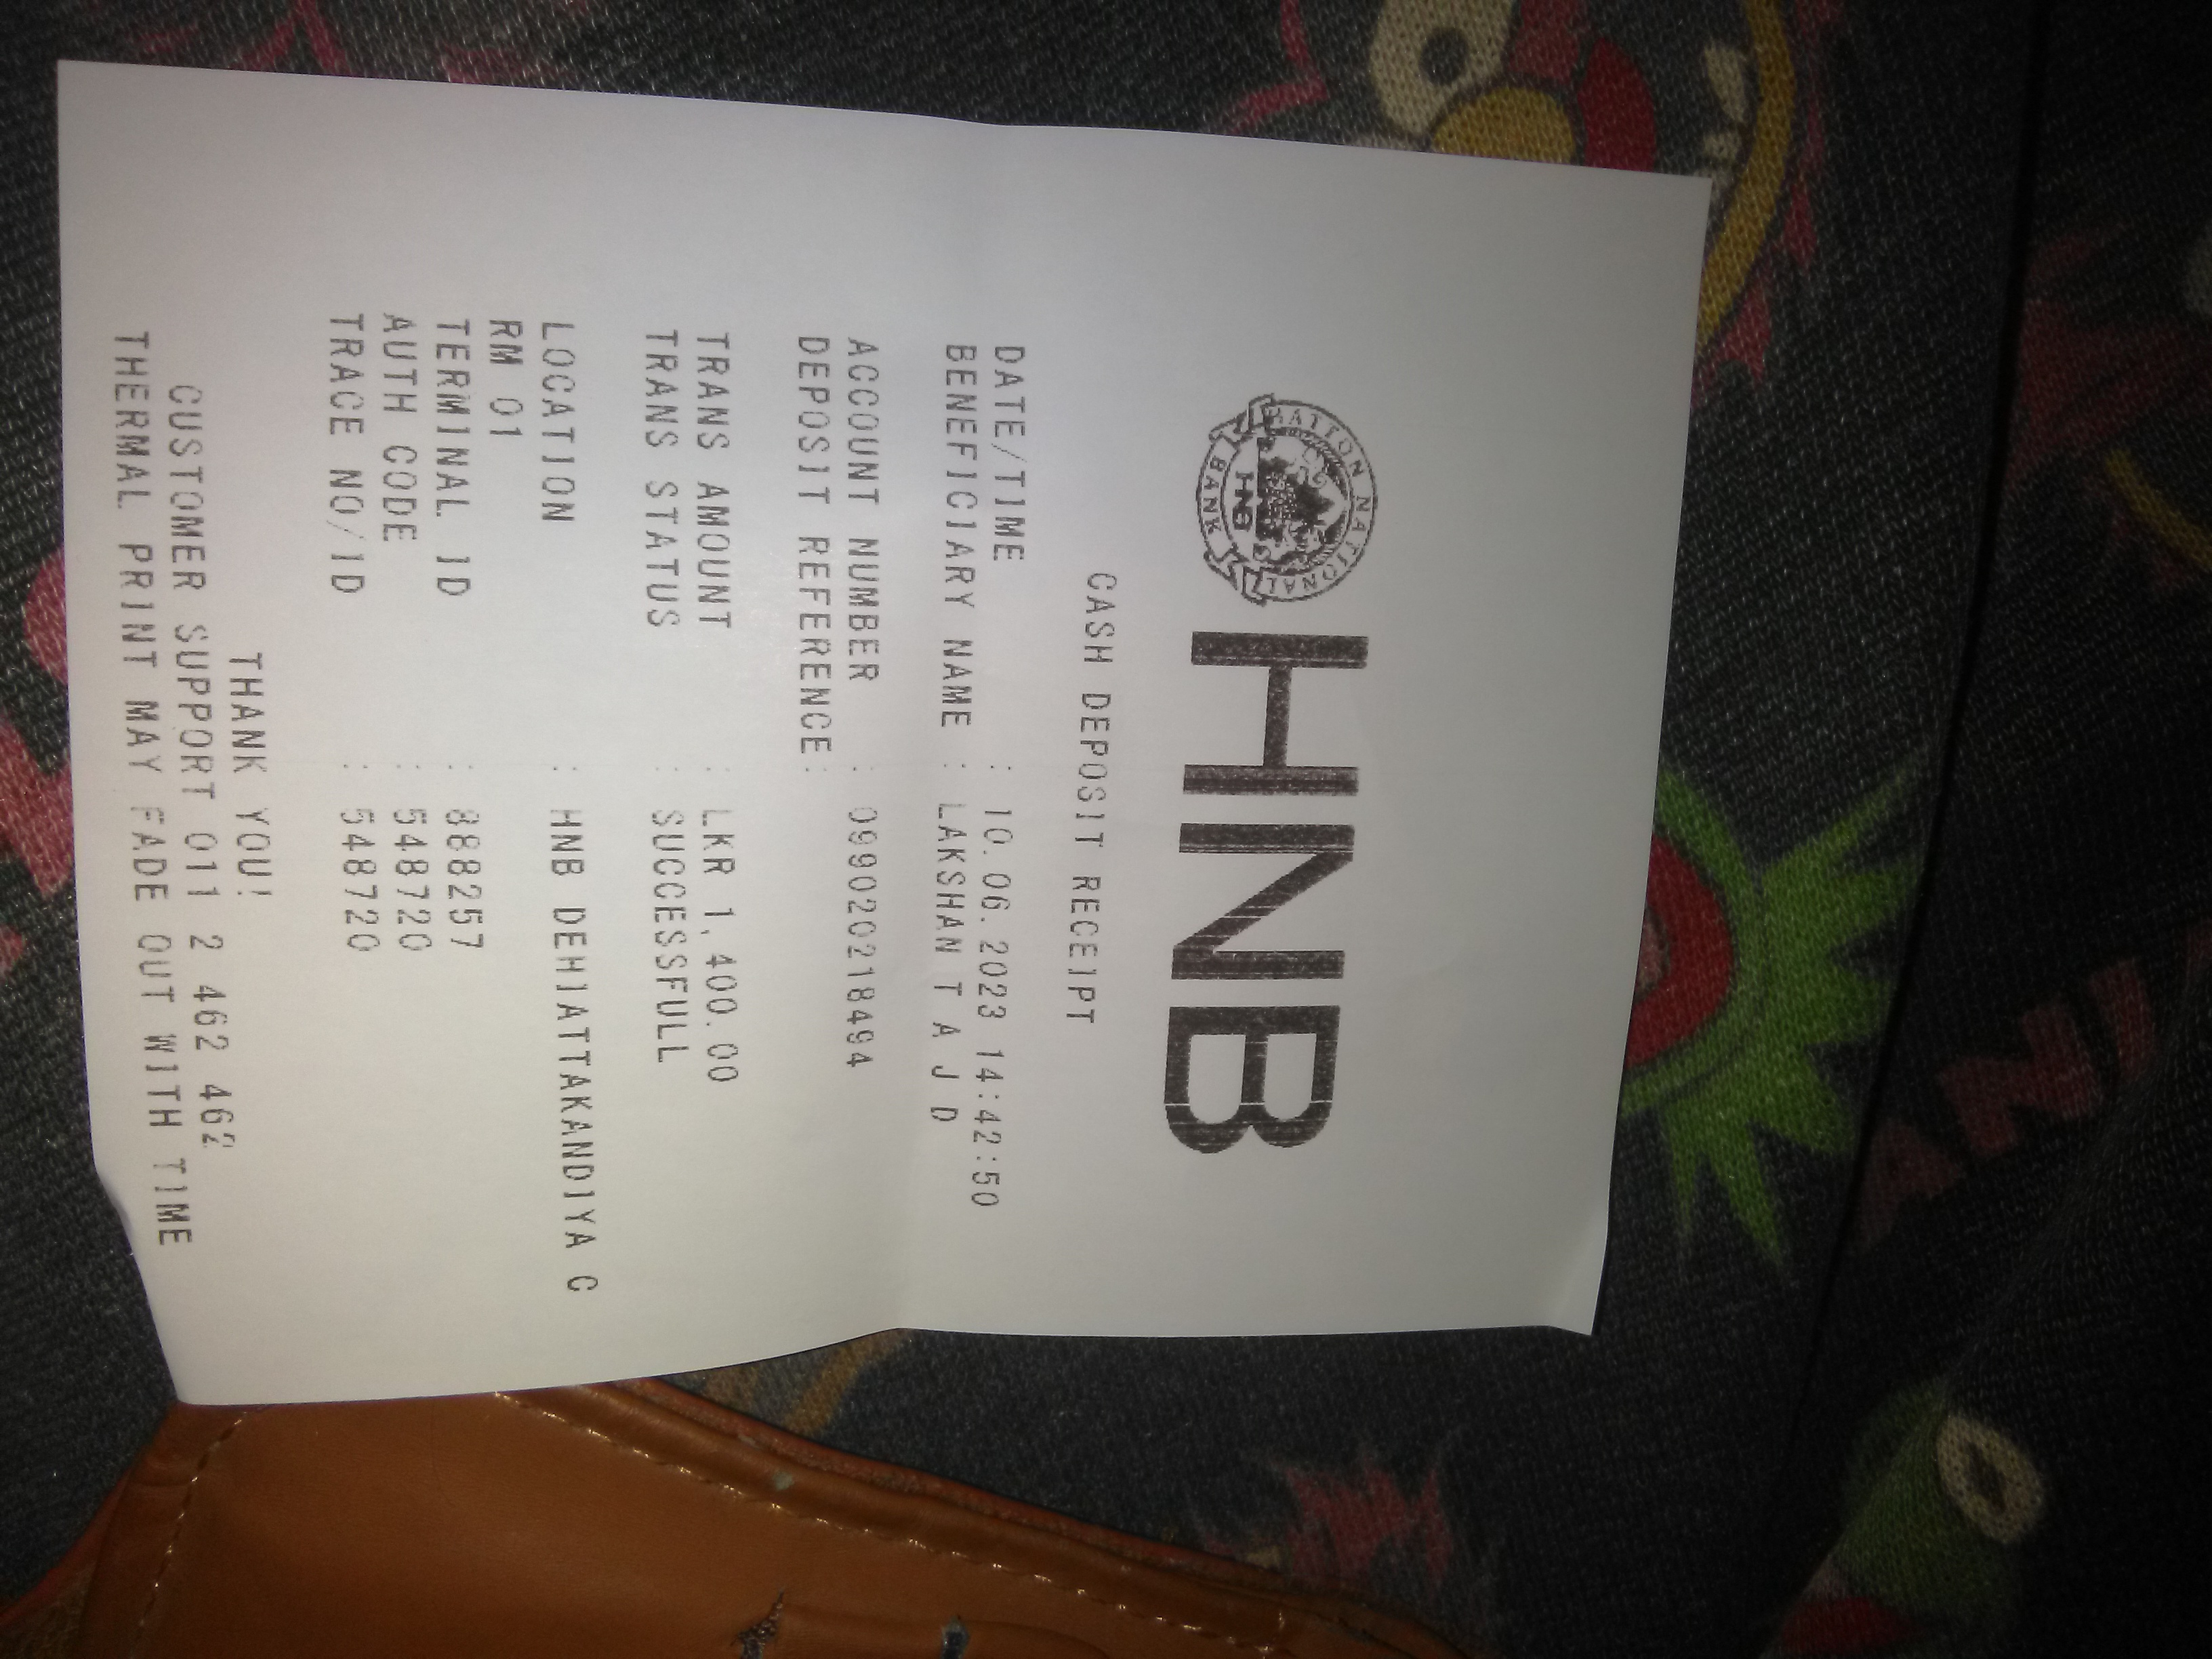 HATTON NATIONAL BANK
HNB
HNB
CASH DEPOSIT RECEIPT
DATE/TIME : 10.06.2023 14:42:50
BENEFICIARY NAME : LAKSHAN T A J D
ACCOUNT NUMBER : 099020218494
DEPOSIT REFERENCE:
TRANS AMOUNT : LKR 1,400.00
TRANS STATUS : SUCCESSFULL
LOCATION : HNB DEHIATTAKANDIYA C
RM 01
TERMINAL ID : 888257
AUTH CODE : 548720
TRACE NO/ID : 548720
THANK YOU!
CUSTOMER SUPPORT 011 2 462 462
THERMAL PRINT MAY FADE OUT WITH TIME